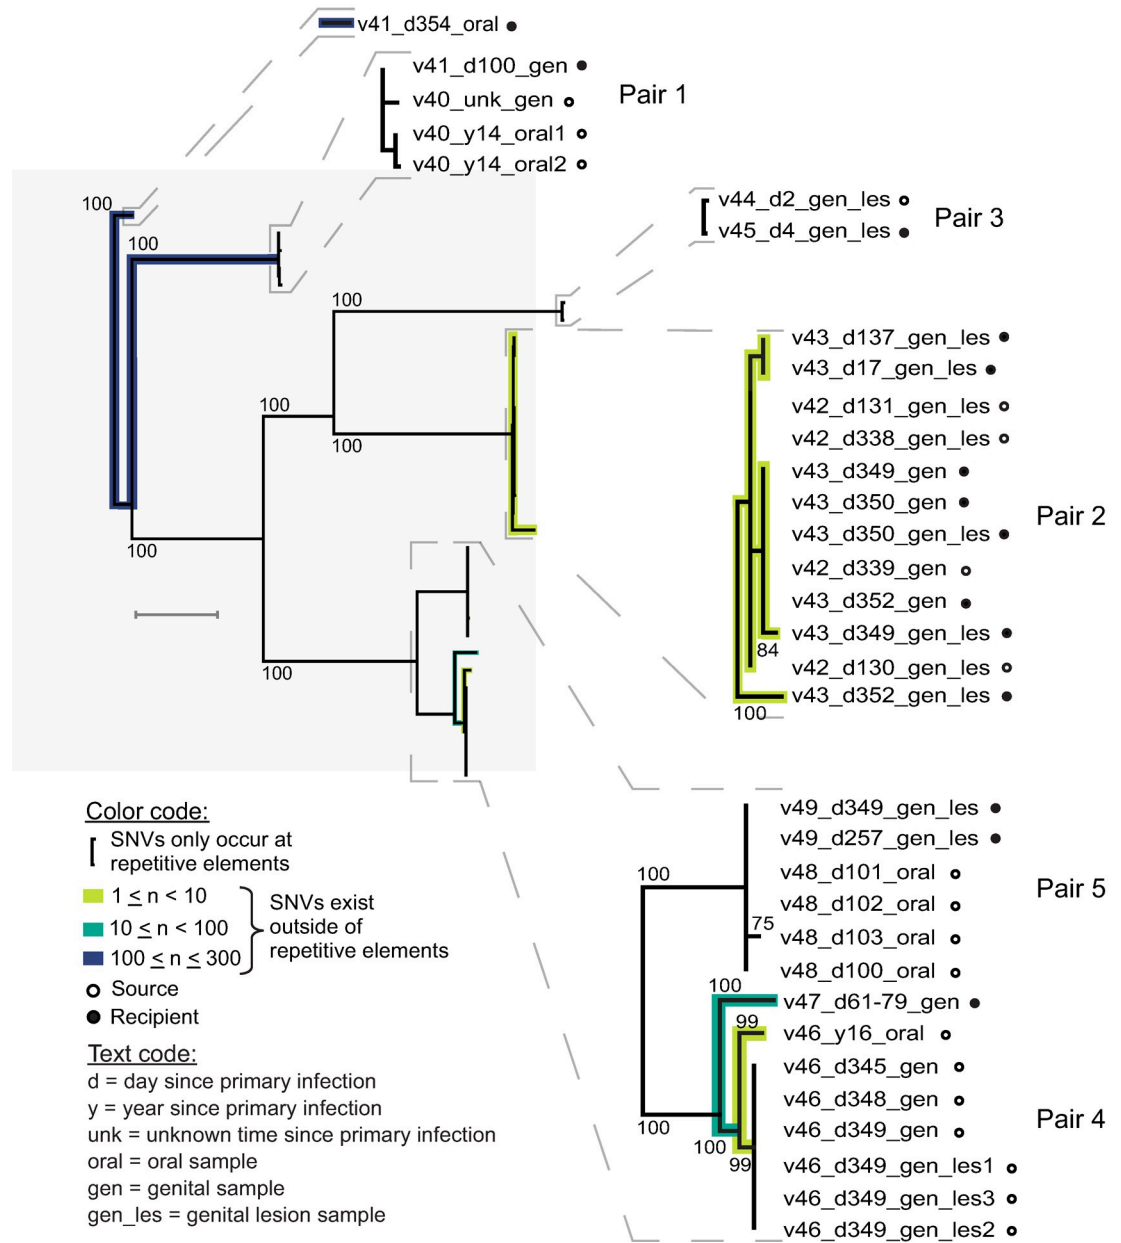 v41_d354_oral
v41_d100_gen
v40_unk_gen
v40_y14_oral1
v40_y14_oral2
Pair 1
v44_d2_gen_les
v45_d4_gen_les
Pair 3
100
100
100
100
100
100
100
v43_d137_gen_les
v43_d17_gen_les
v42_d131_gen_les
v42_d338_gen_les
v43_d349_gen
v43_d350_gen
v43_d350_gen_les
v42_d339_gen
v43_d352_gen
v43_d349_gen_les
84
v42_d130_gen_les
v43_d352_gen_les
100
Pair 2
v49_d349_gen_les
v49_d257_gen_les
v48_d101_oral
v48_d102_oral
v48_d103_oral
v48_d100_oral
100
75
Pair 5
100
v47_d61-79_gen
99
v46_y16_oral
v46_d345_gen
v46_d348_gen
v46_d349_gen
v46_d349_gen_les1
v46_d349_gen_les3
v46_d349_gen_les2
100
100
99
Pair 4
Color code:
SNVs only occur at
repetitive elements
1 ≤ n < 10
10 ≤ n < 100
100 ≤ n ≤ 300
SNVs exist
outside of
repetitive elements
Source
Recipient
Text code:
d = day since primary infection
y = year since primary infection
unk = unknown time since primary infection
oral = oral sample
gen = genital sample
gen_les = genital lesion sample